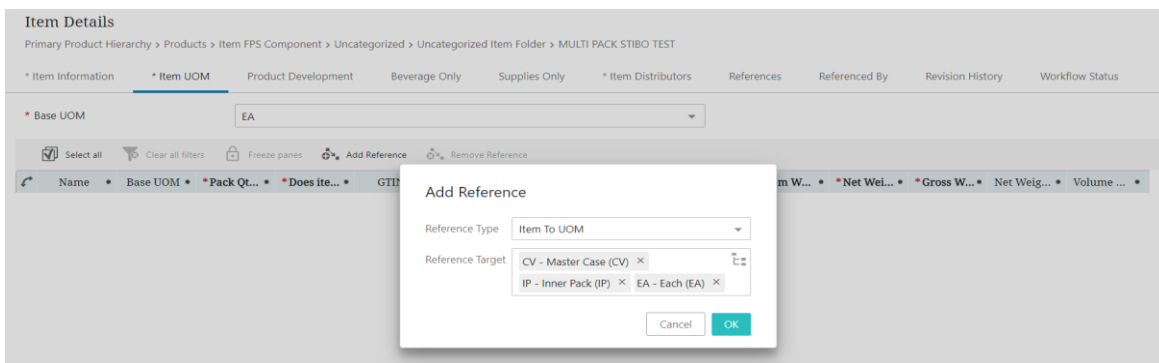 Item Details
Primary Product Hierarchy > Products > Item FPS Component > Uncategorized > Uncategorized Item Folder > MULTI PACK STIBO TEST
* Item Information * Item UOM Product Development Beverage Only Supplies Only * Item Distributors References Referenced By Revision History Workflow Status
* Base UOM EA
Select all Clear all filters Freeze panes Add Reference Remove Reference
Name Base UOM * Pack Qt... * Does ite... GTIN m W... * Net Wei... * Gross W... Net Weig... Volume ...
Add Reference
Reference Type Item To UOM
Reference Target CV - Master Case (CV) ×
IP - Inner Pack (IP) × EA - Each (EA) ×
Cancel OK